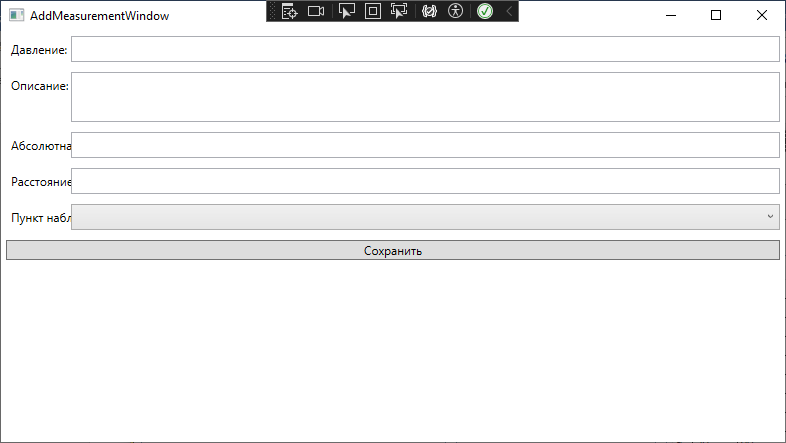 AddMeasurementWindow
Давление:
Описание:
Абсолютна
Расстояние
Пункт набл
Сохранить